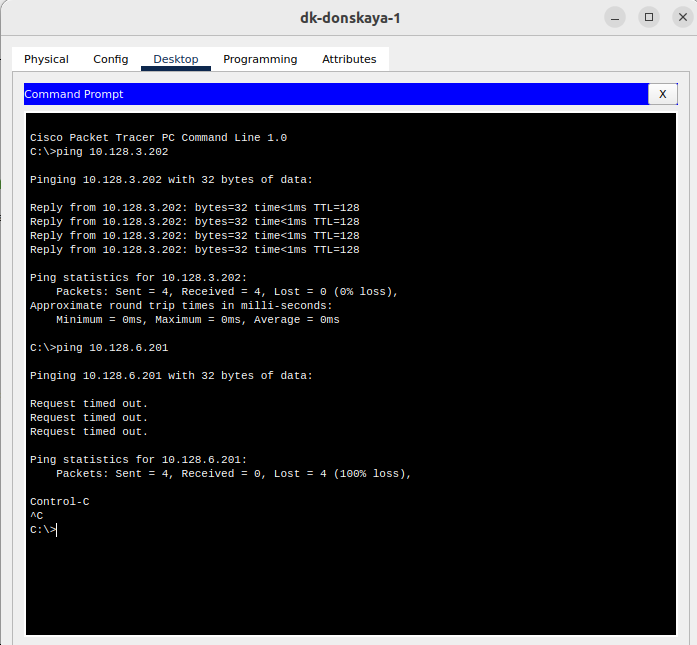 dk-donskaya-1
Physical Config Desktop Programming Attributes
Command Prompt X
Cisco Packet Tracer PC Command Line 1.0
C:\>ping 10.128.3.202
Pinging 10.128.3.202 with 32 bytes of data:
Reply from 10.128.3.202: bytes=32 time<1ms TTL=128
Reply from 10.128.3.202: bytes=32 time<1ms TTL=128
Reply from 10.128.3.202: bytes=32 time<1ms TTL=128
Reply from 10.128.3.202: bytes=32 time<1ms TTL=128
Ping statistics for 10.128.3.202:
Packets: Sent = 4, Received = 4, Lost = 0 (0% loss),
Approximate round trip times in milli-seconds:
Minimum = 0ms, Maximum = 0ms, Average = 0ms
C:\>ping 10.128.6.201
Pinging 10.128.6.201 with 32 bytes of data:
Request timed out.
Request timed out.
Request timed out.
Ping statistics for 10.128.6.201:
Packets: Sent = 4, Received = 0, Lost = 4 (100% loss),
Control-C
^C
C:\>